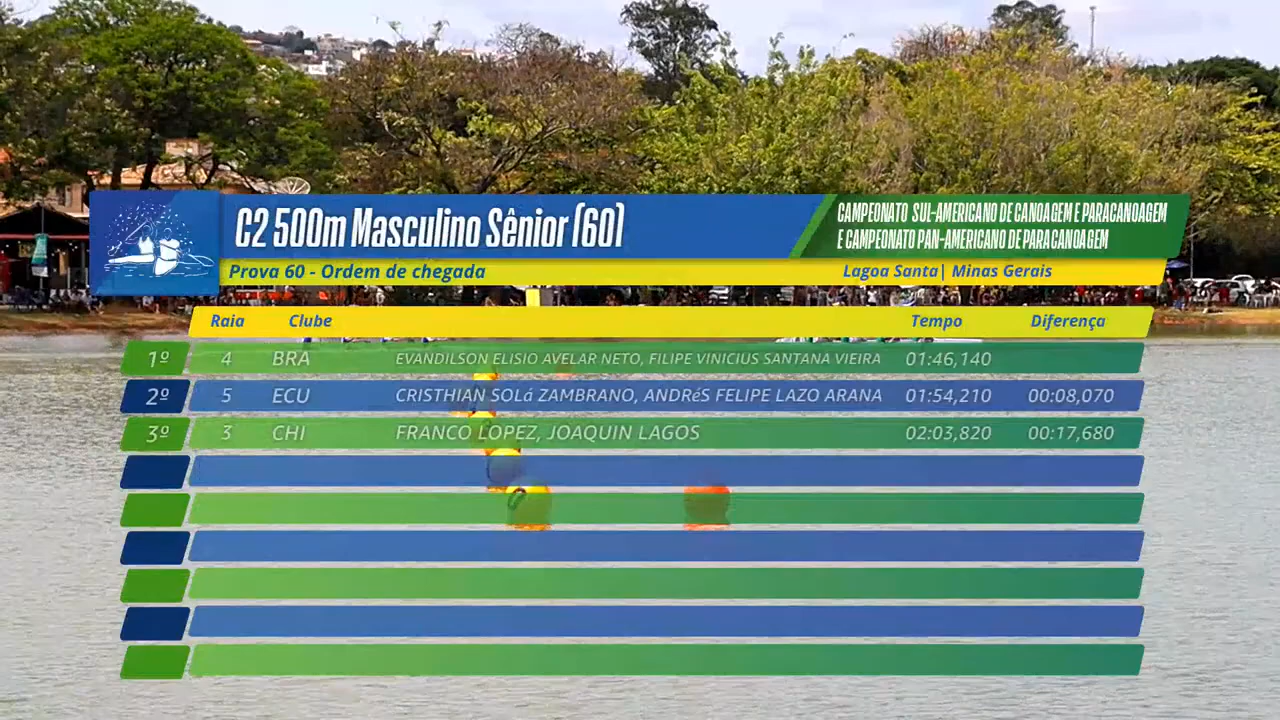 C2 500m Masculino Sênior (60)
CAMPEONATO SUL-AMERICANO DE CANOAGEM E PARACANOAGEM
E CAMPEONATO PAN-AMERICANO DE PARACANOAGEM
Prova 60 - Ordem de chegada
Lagoa Santa| Minas Gerais
Raia Clube Tempo Diferença
1º 4 BRA EVANDILSON ELISIO AVELAR NETO, FILIPE VINICIUS SANTANA VIEIRA 01:46,140
2º 5 ECU CRISTHIAN SOLá ZAMBRANO, ANDRéS FELIPE LAZO ARANA 01:54,210 00:08,070
3º 3 CHI FRANCO LOPEZ, JOAQUIN LAGOS 02:03,820 00:17,680